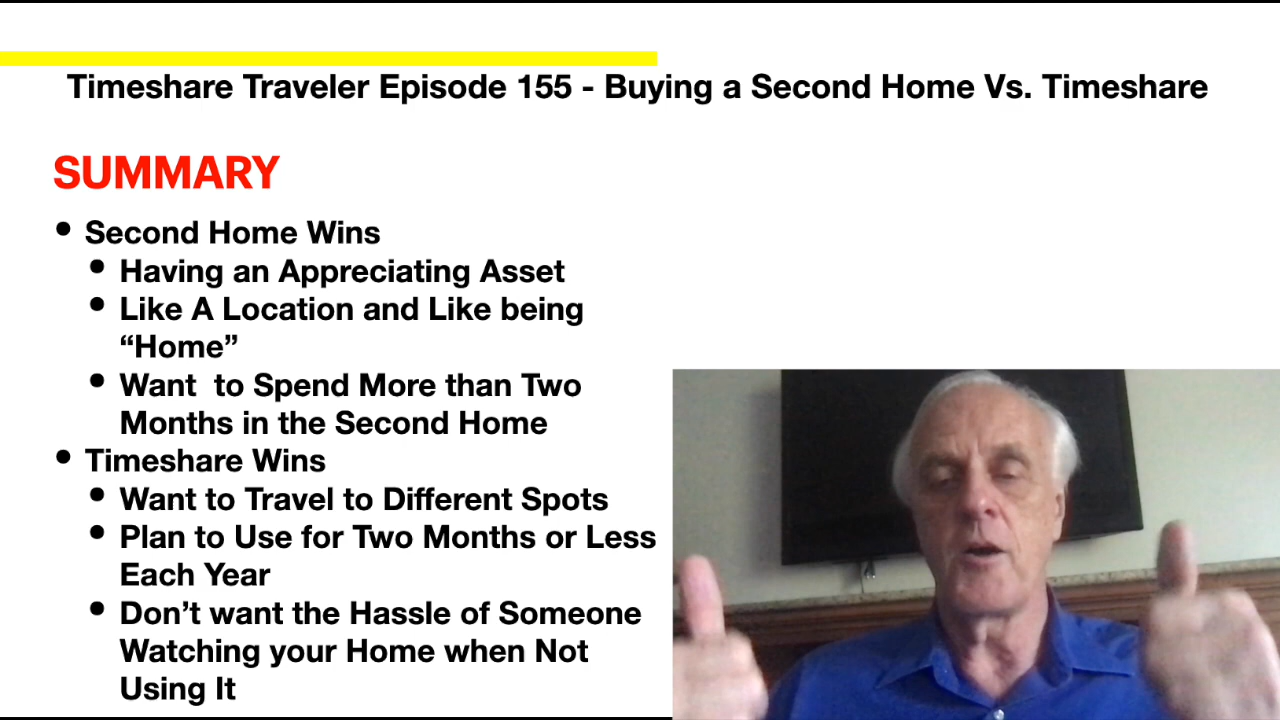 Timeshare Traveler Episode 155 - Buying a Second Home Vs. Timeshare
SUMMARY
• Second Home Wins
• Having an Appreciating Asset
• Like A Location and Like being
“Home”
• Want  to Spend More than Two
Months in the Second Home
• Timeshare Wins
• Want to Travel to Different Spots
• Plan to Use for Two Months or Less
Each Year
• Don’t want the Hassle of Someone
Watching your Home when Not
Using It